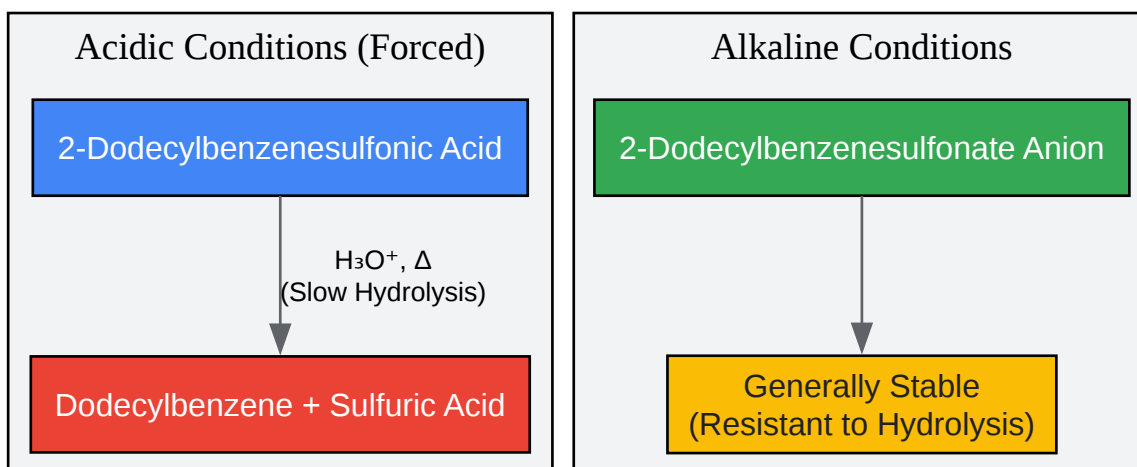 Acidic Conditions (Forced)
2-Dodecylbenzenesulfonic Acid
H₃O⁺, Δ
(Slow Hydrolysis)
Dodecylbenzene + Sulfuric Acid
Alkaline Conditions
2-Dodecylbenzenesulfonate Anion
Generally Stable
(Resistant to Hydrolysis)